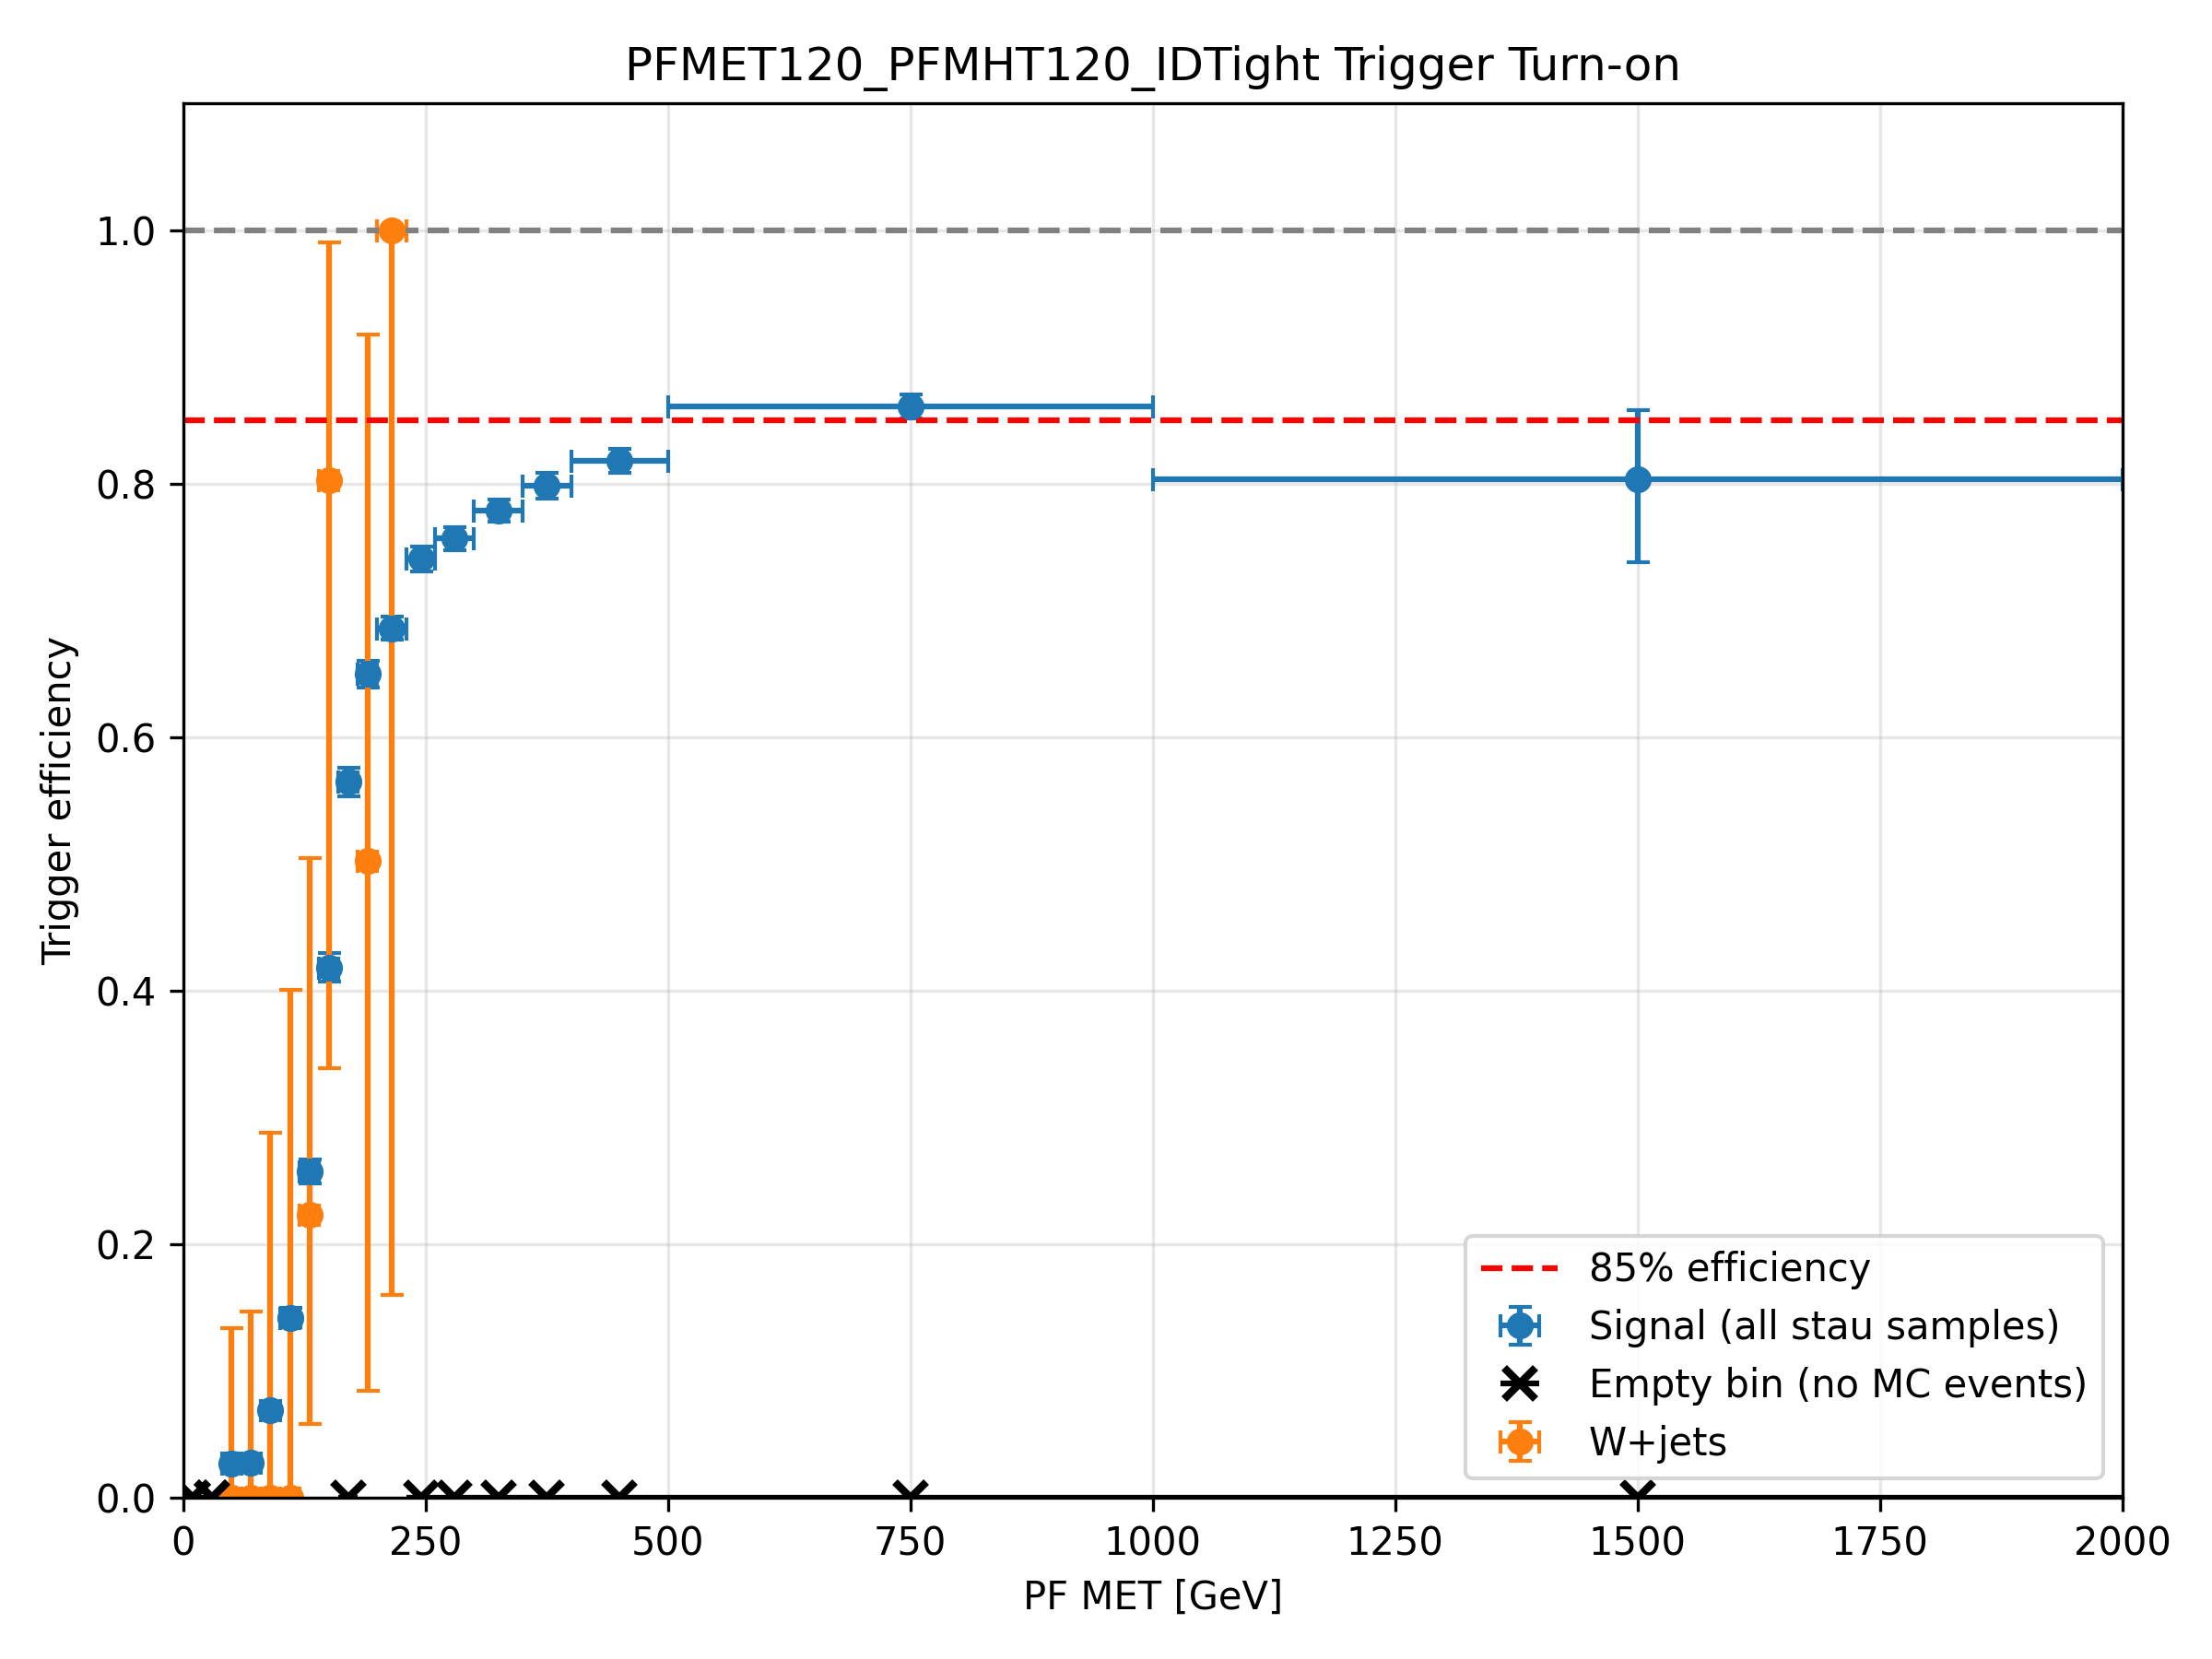 PFMET120_PFMHT120_IDTight Trigger Turn-on
1.0
0.8
0.6
0.4
0.2
0.0
Trigger efficiency
85% efficiency
Signal (all stau samples)
Empty bin (no MC events)
W+jets
0 250 500 750 1000 1250 1500 1750 2000
PF MET [GeV]